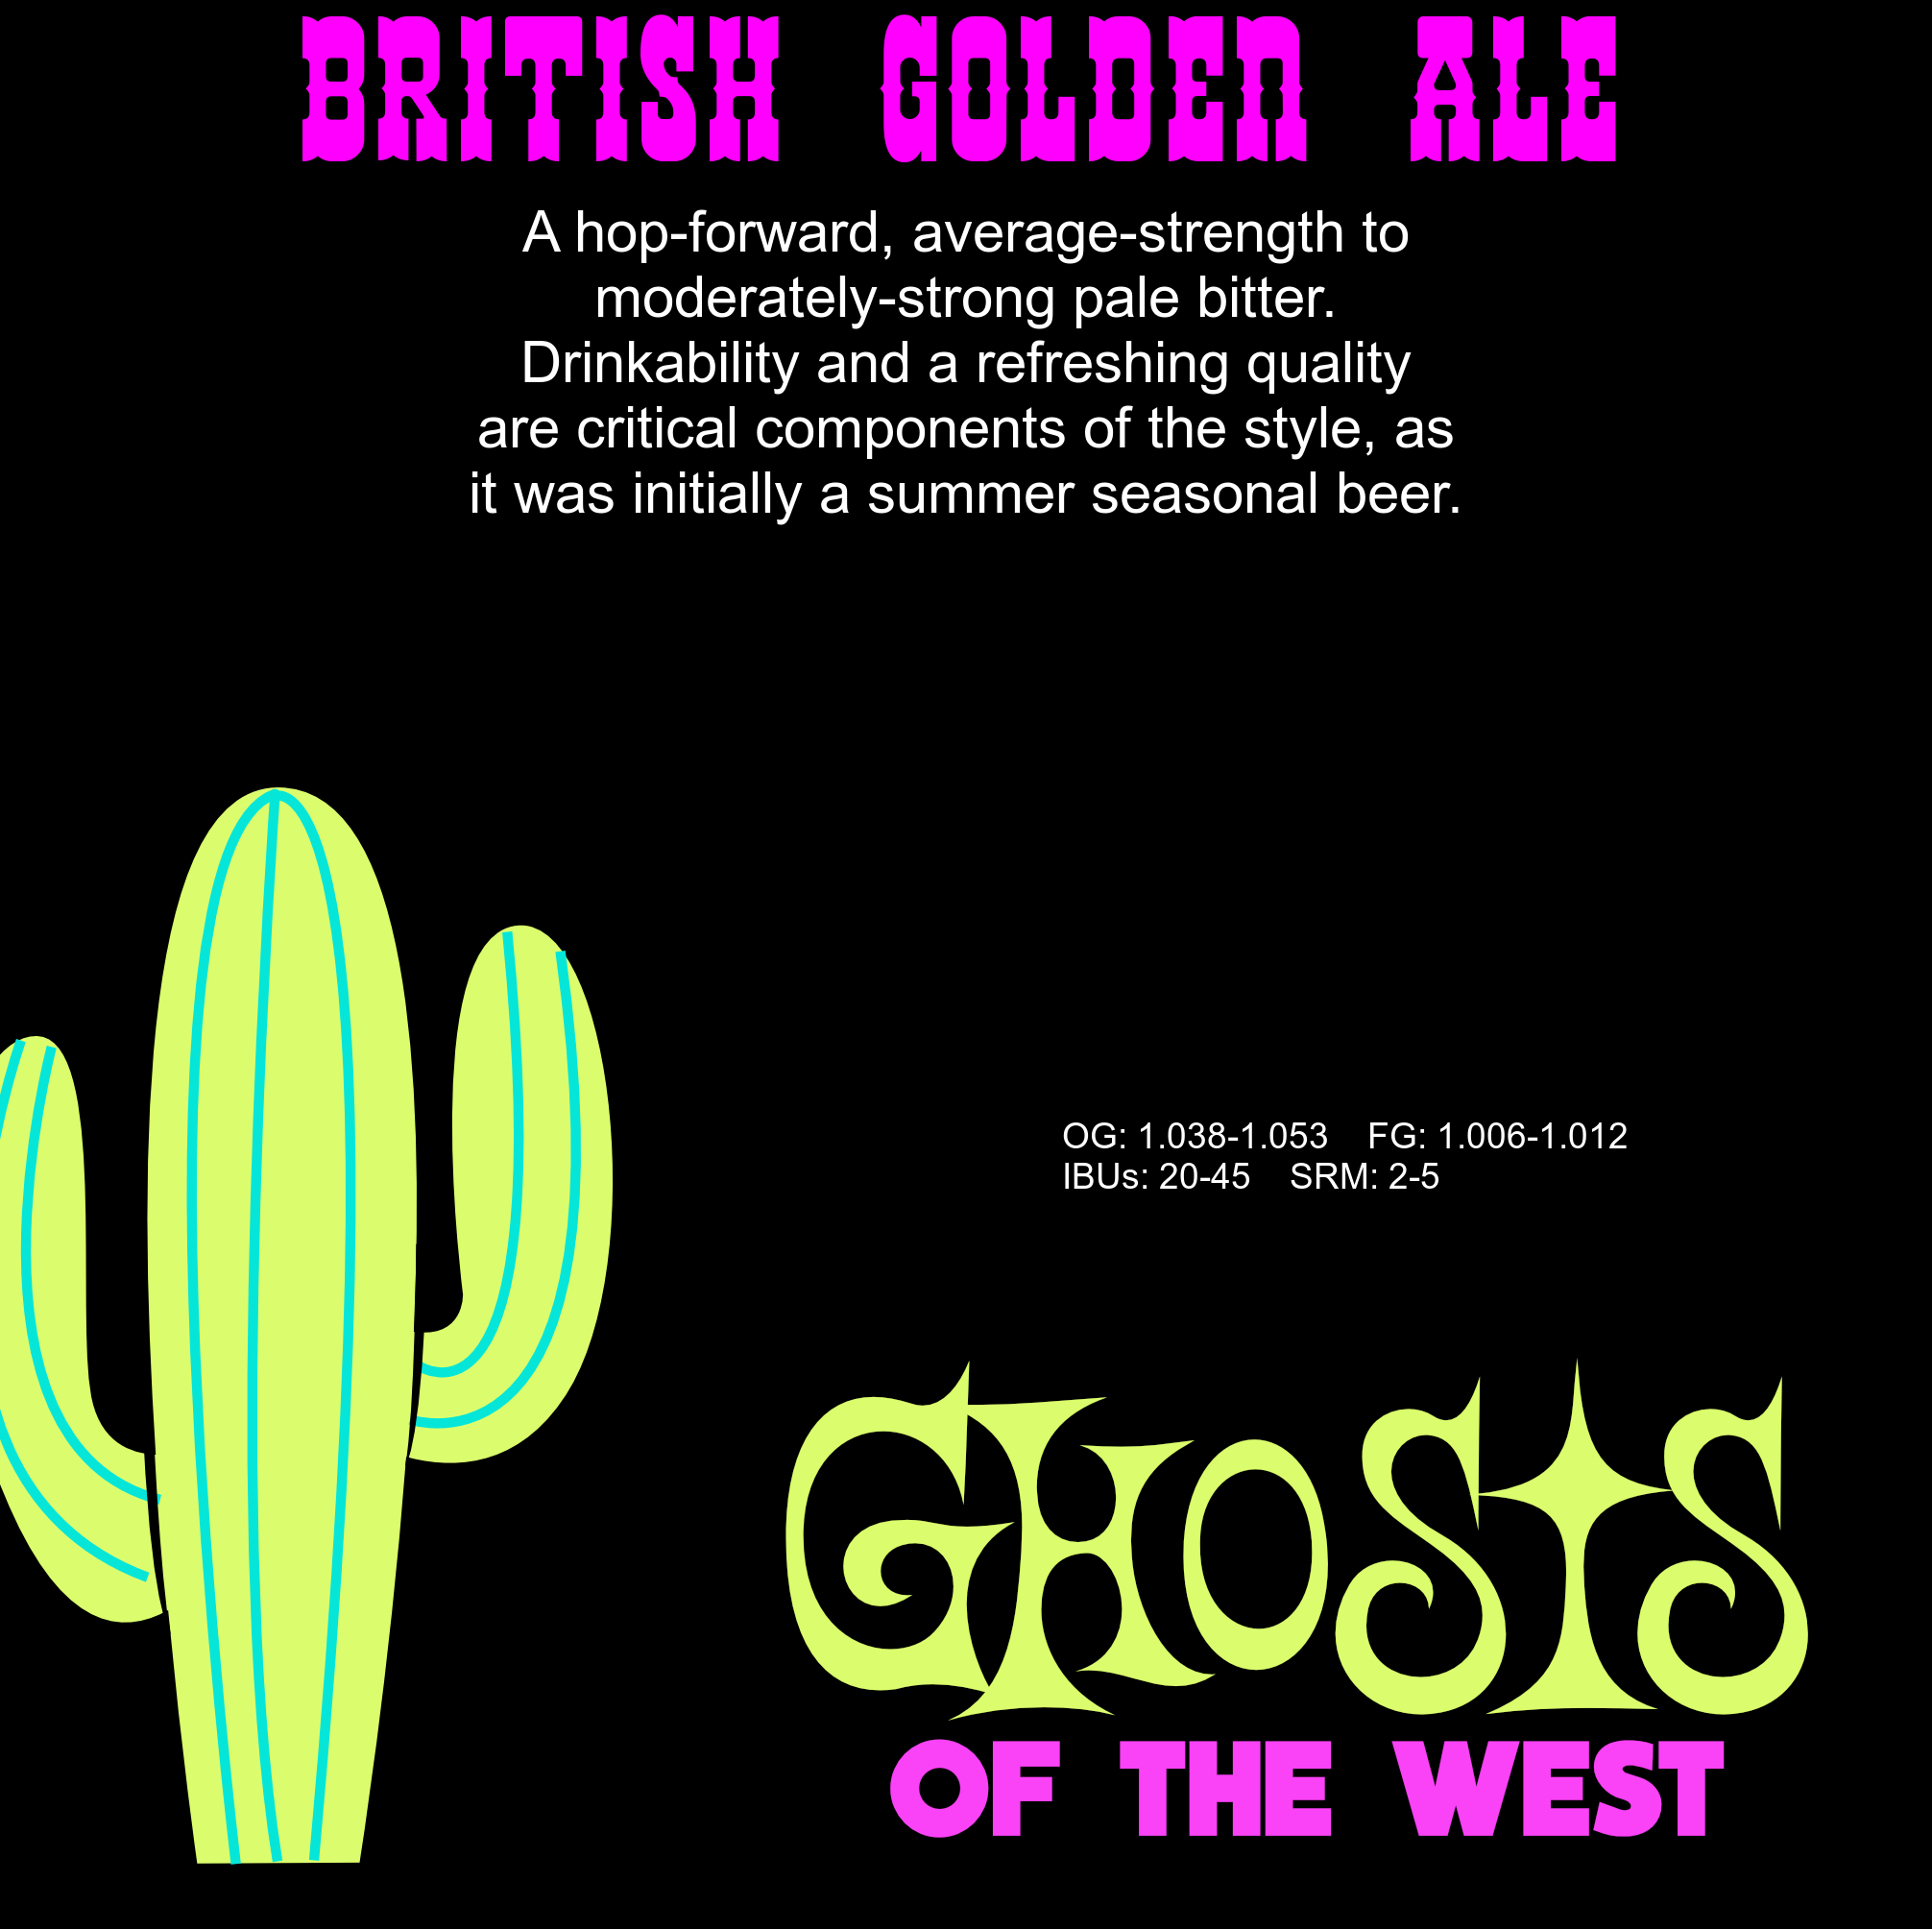 BRITISH GOLDEN ALE
A hop-forward, average-strength to
moderately-strong pale bitter.
Drinkability and a refreshing quality
are critical components of the style, as
it was initially a summer seasonal beer.
OG: 1.038-1.053 FG: 1.006-1.012
IBUs: 20-45 SRM: 2-5
GHOSTS
OF THE WEST